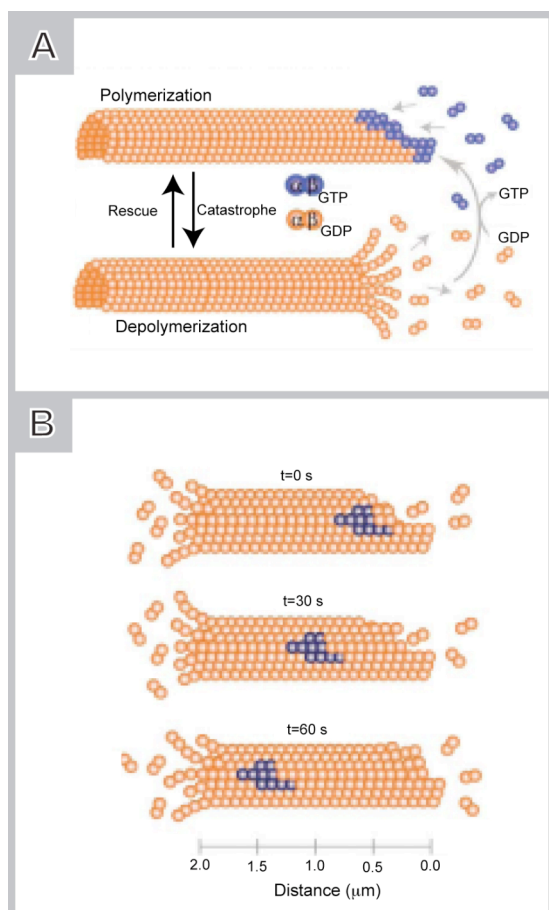 A
Polymerization
Rescue
Catastrophe
α β
GTP
α β
GDP
GTP
GDP
Depolymerization
B
t=0 s
t=30 s
t=60 s
2.0 1.5 1.0 0.5 0.0
Distance (μm)